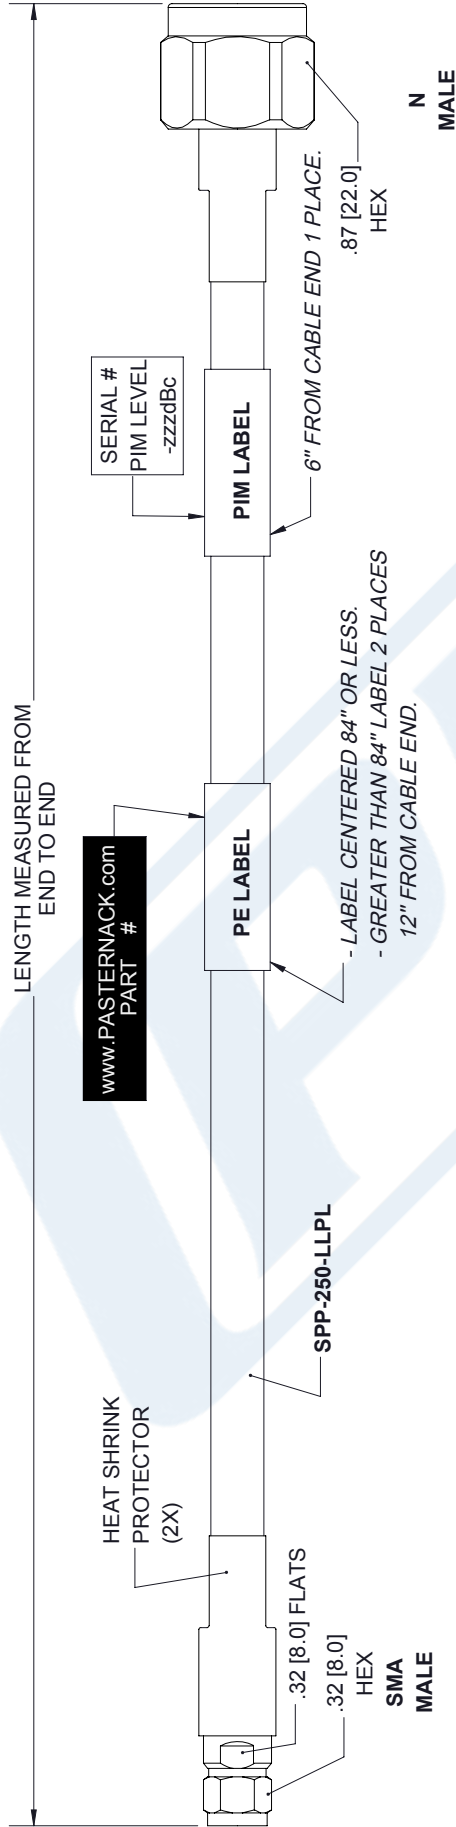 LENGTH MEASURED FROM
END TO END
HEAT SHRINK
PROTECTOR
(2X)
www.PASTERNACK.com
PART #
SERIAL #
PIM LEVEL
-zzzdBc
PE LABEL
PIM LABEL
.32 [8.0] FLATS
.32 [8.0]
HEX
SMA
MALE
SPP-250-LLPL
- LABEL CENTERED 84" OR LESS.
- GREATER THAN 84" LABEL 2 PLACES
12" FROM CABLE END.
6" FROM CABLE END 1 PLACE.
.87 [22.0]
HEX
N
MALE